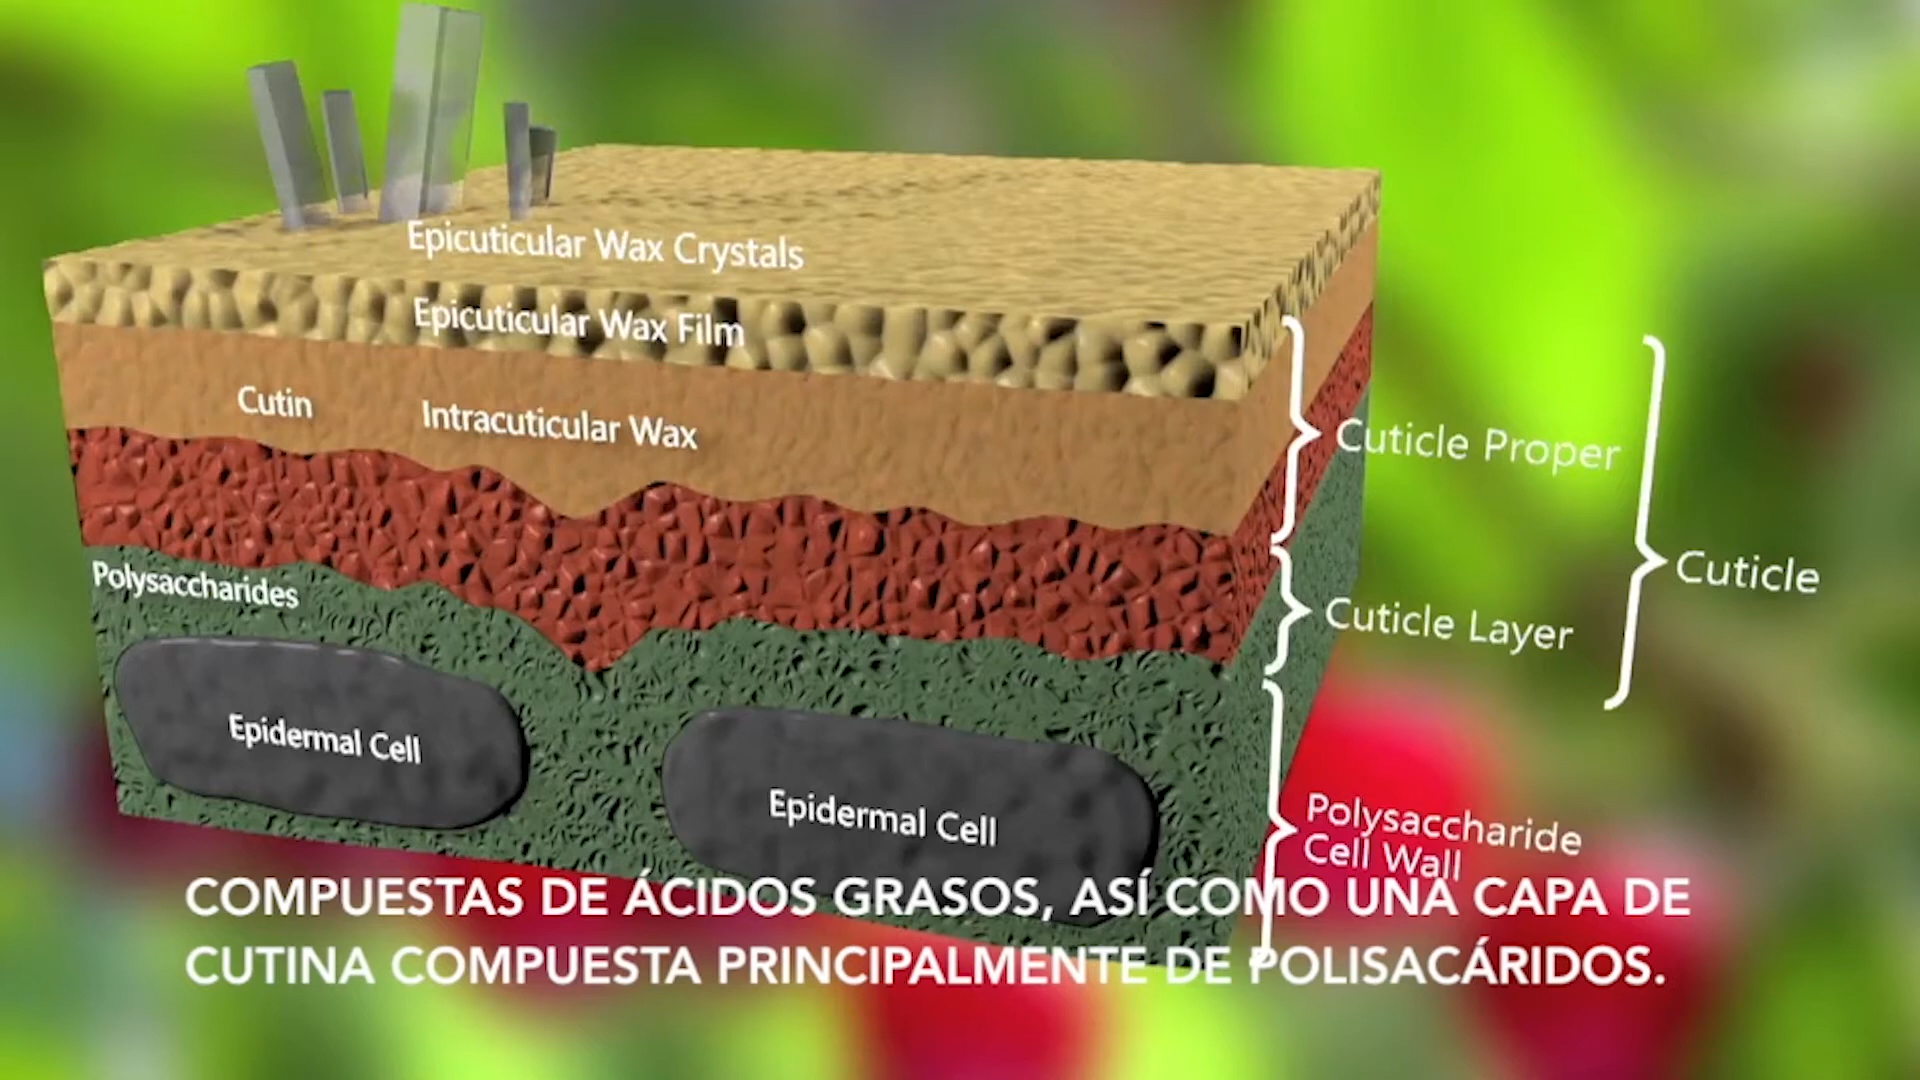 Epicuticular Wax Crystals
Epicuticular Wax Film
Cutin
Intracuticular Wax
Cuticle Proper
Cuticle
Polysaccharides
Cuticle Layer
Epidermal Cell
Epidermal Cell
Polysaccharide
Cell Wall
COMPUESTAS DE ÁCIDOS GRASOS, ASÍ COMO UNA CAPA DE
CUTINA COMPUESTA PRINCIPALMENTE DE POLISACÁRIDOS.